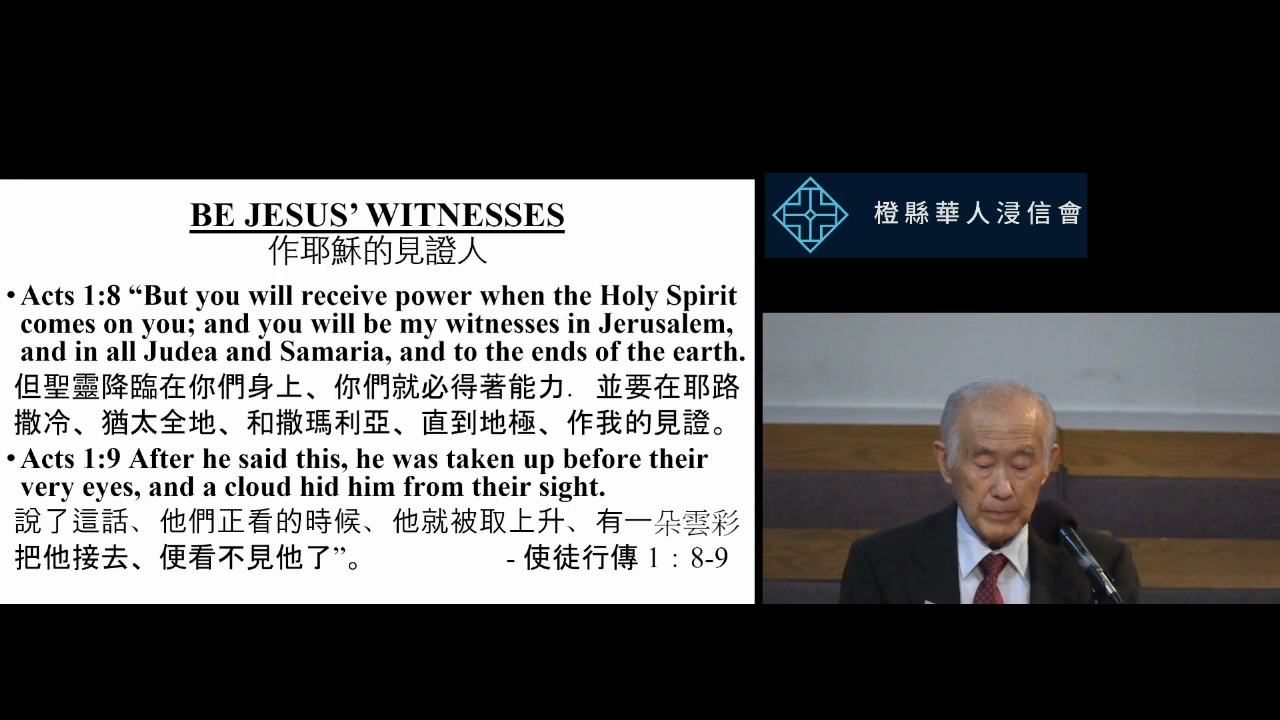 BE JESUS’ WITNESSES
作耶穌的見證人
• Acts 1:8 “But you will receive power when the Holy Spirit
comes on you; and you will be my witnesses in Jerusalem,
and in all Judea and Samaria, and to the ends of the earth.
但聖靈降臨在你們身上、你們就必得著能力. 並要在耶路
撒冷、猶太全地、和撒瑪利亞、直到地極、作我的見證。
• Acts 1:9 After he said this, he was taken up before their
very eyes, and a cloud hid him from their sight.
說了這話、他們正看的時候、他就被取上升、有一朵雲彩
把他接去、便看不見他了”。 - 使徒行傳 1：8-9
橙縣華人浸信會